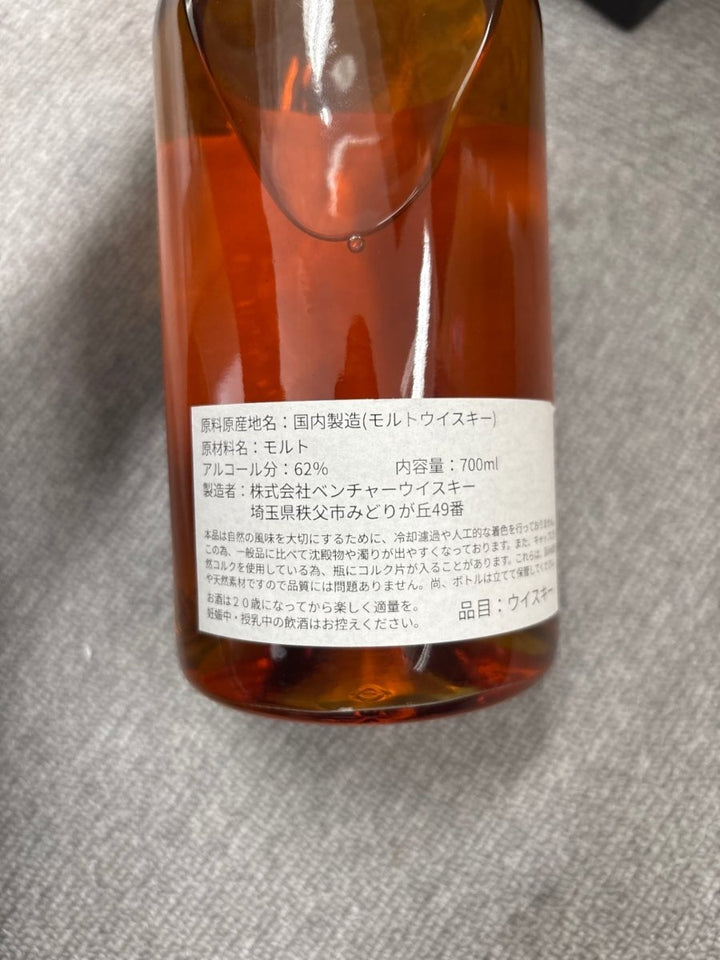 原料原産地名：国内製造(モルトウイスキー)
原材料名：モルト
アルコール分：62% 内容量：700ml
製造者：株式会社ベンチャーウイスキー
埼玉県秩父市みどりが丘49番
本品は自然の風味を大切にするために、冷却濾過や人工的な着色を行っておりません。
この為、一般品に比べて沈殿物や濁りが出やすくなっております。また、キャップに
然コルクを使用している為、瓶にコルク片が入ることがあります。これらは、
や天然素材ですので品質には問題ありません。尚、ボトルは立てて保管してください。
お酒は20歳になってから楽しく適量を。
妊娠中・授乳中の飲酒はお控えください。
品目：ウイスキー